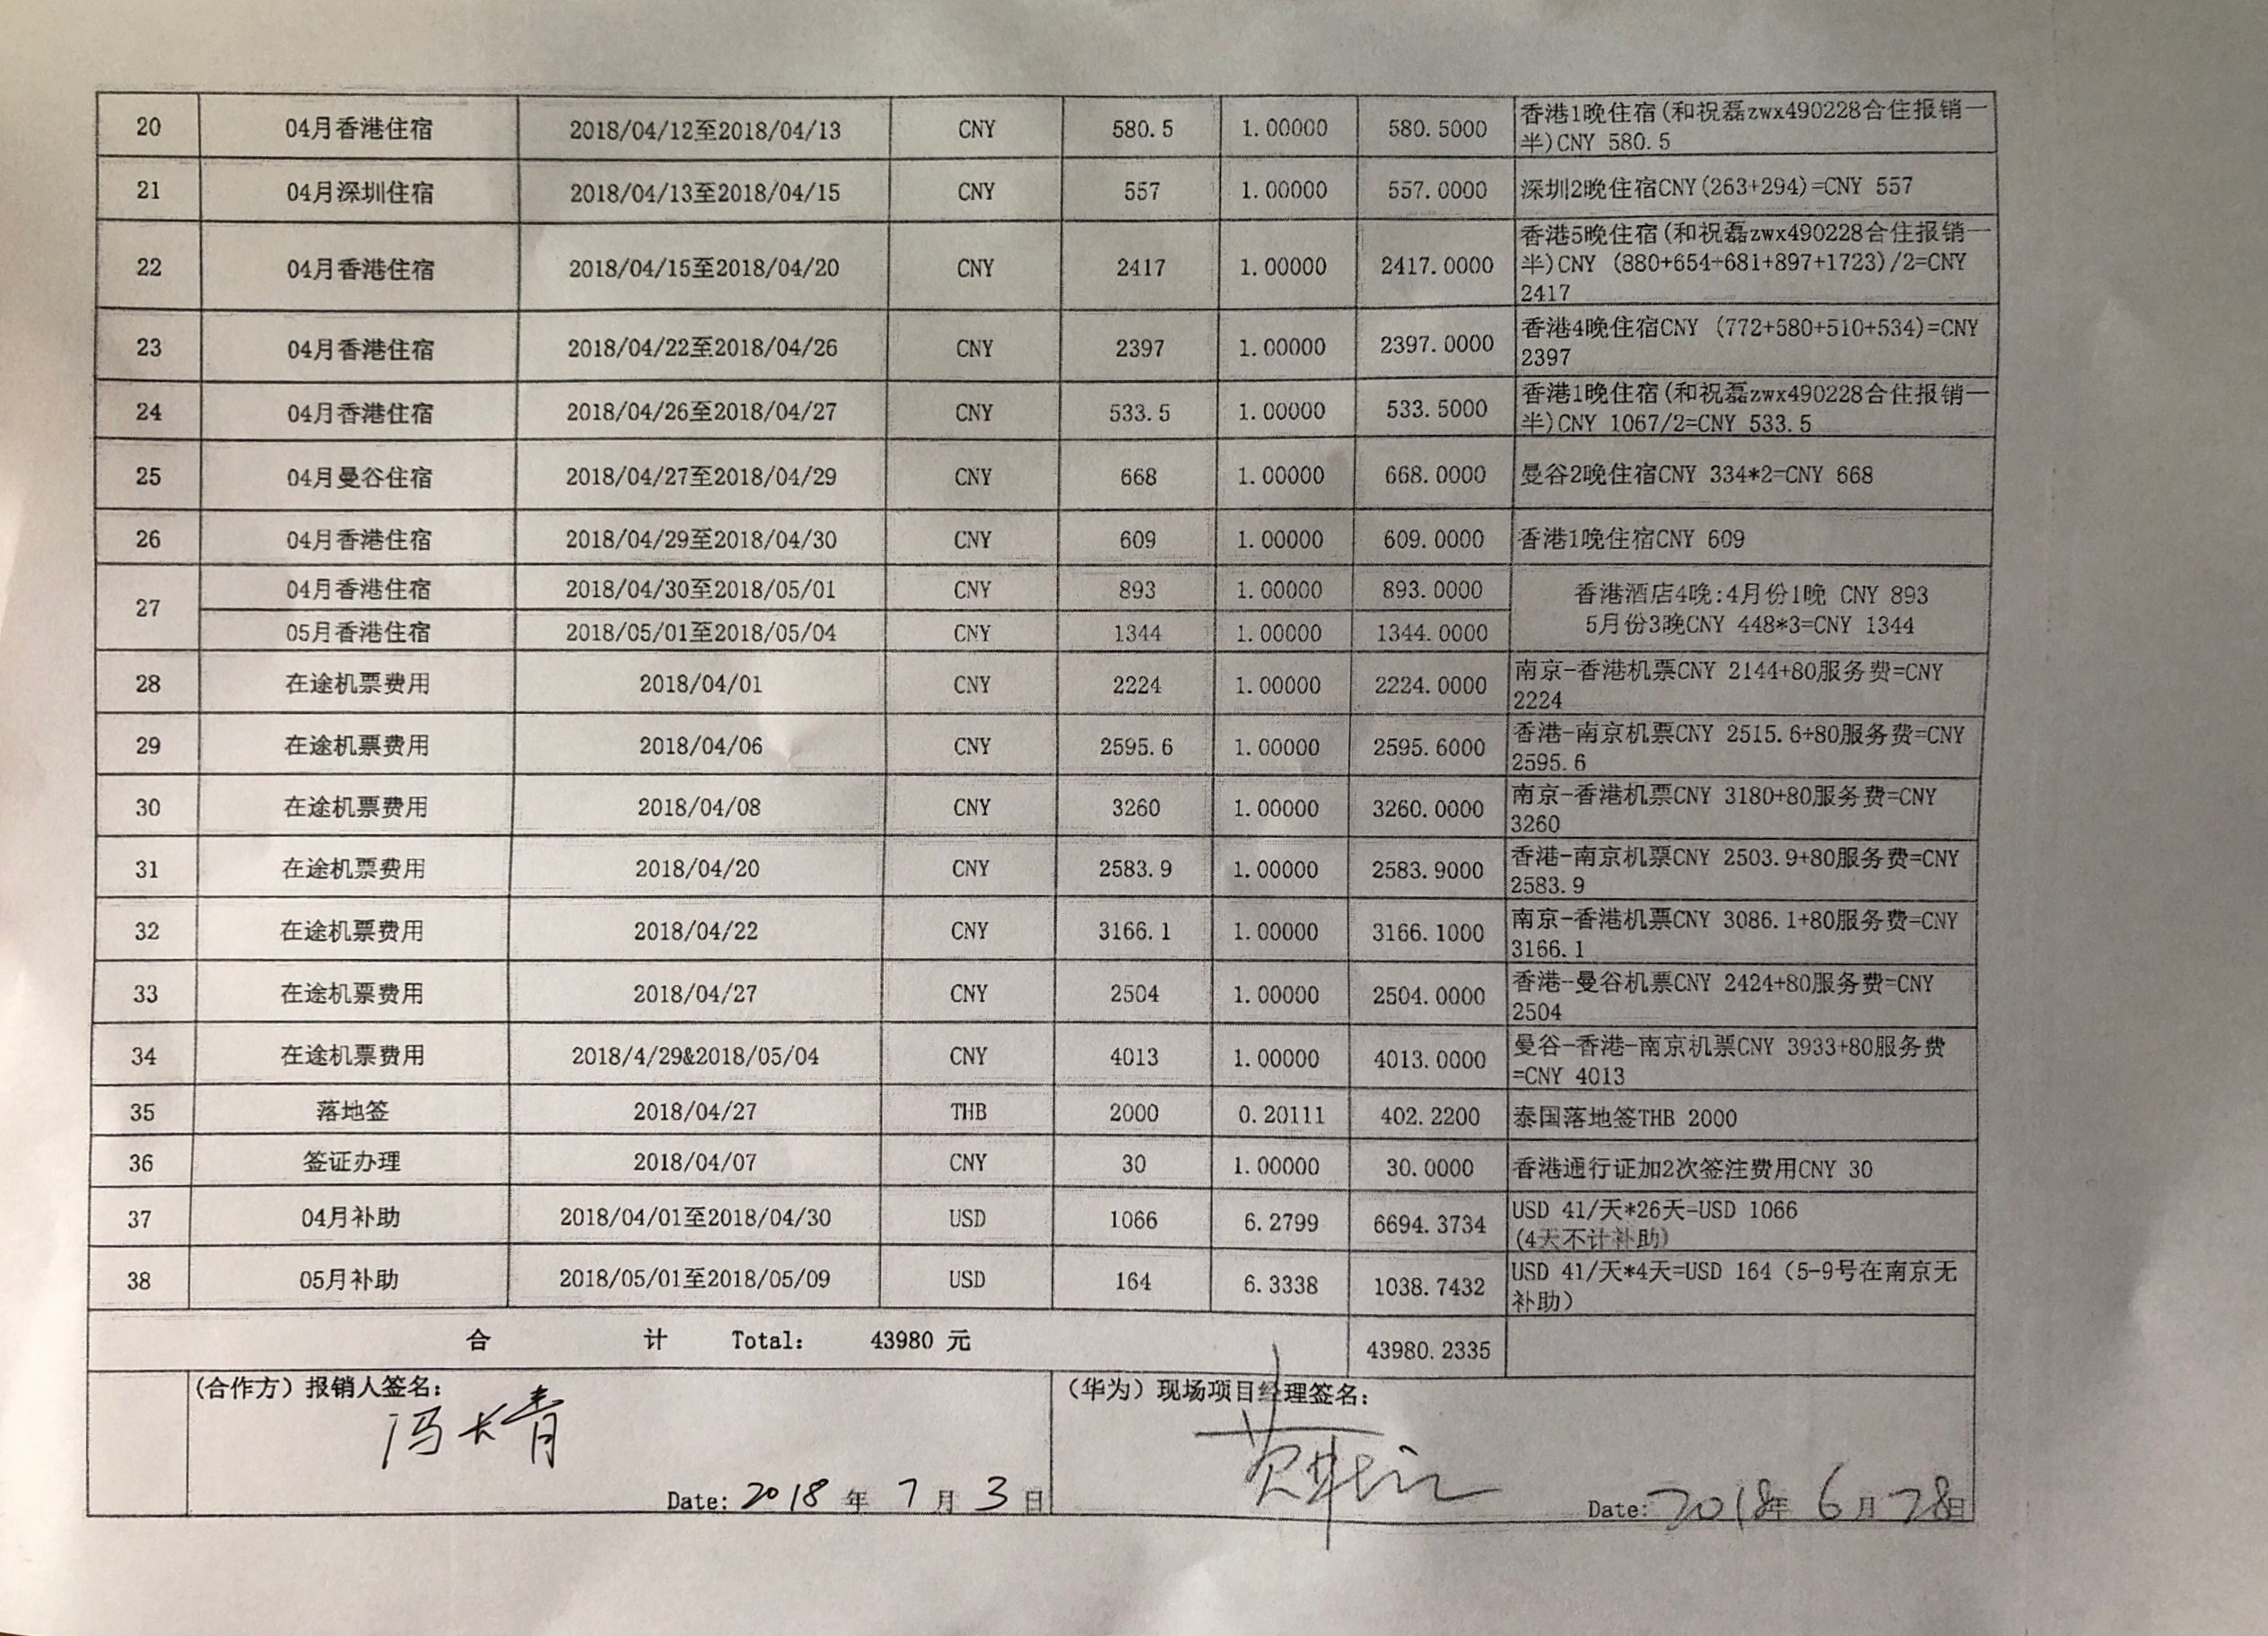 20 04月香港住宿 2018/04/12至2018/04/13 CNY 580.5 1.00000 580.5000 香港1晚住宿(和祝磊zwx490228合住报销一
半)CNY 580.5
21 04月深圳住宿 2018/04/13至2018/04/15 CNY 557 1.00000 557.0000 深圳2晚住宿CNY(263+294)=CNY 557
22 04月香港住宿 2018/04/15至2018/04/20 CNY 2417 1.00000 2417.0000 香港5晚住宿(和祝磊zwx490228合住报销一
半)CNY (880+654+681+897+1723)/2=CNY
2417
23 04月香港住宿 2018/04/22至2018/04/26 CNY 2397 1.00000 2397.0000 香港4晚住宿CNY (772+580+510+534)=CNY
2397
24 04月香港住宿 2018/04/26至2018/04/27 CNY 533.5 1.00000 533.5000 香港1晚住宿(和祝磊zwx490228合住报销一
半)CNY 1067/2=CNY 533.5
25 04月曼谷住宿 2018/04/27至2018/04/29 CNY 668 1.00000 668.0000 曼谷2晚住宿CNY 334*2=CNY 668
26 04月香港住宿 2018/04/29至2018/04/30 CNY 609 1.00000 609.0000 香港1晚住宿CNY 609
27 04月香港住宿 2018/04/30至2018/05/01 CNY 893 1.00000 893.0000 香港酒店4晚:4月份1晚 CNY 893
05月香港住宿 2018/05/01至2018/05/04 CNY 1344 1.00000 1344.0000 5月份3晚CNY 448*3=CNY 1344
28 在途机票费用 2018/04/01 CNY 2224 1.00000 2224.0000 南京-香港机票CNY 2144+80服务费=CNY
2224
29 在途机票费用 2018/04/06 CNY 2595.6 1.00000 2595.6000 香港-南京机票CNY 2515.6+80服务费=CNY
2595.6
30 在途机票费用 2018/04/08 CNY 3260 1.00000 3260.0000 南京-香港机票CNY 3180+80服务费=CNY
3260
31 在途机票费用 2018/04/20 CNY 2583.9 1.00000 2583.9000 香港-南京机票CNY 2503.9+80服务费=CNY
2583.9
32 在途机票费用 2018/04/22 CNY 3166.1 1.00000 3166.1000 南京-香港机票CNY 3086.1+80服务费=CNY
3166.1
33 在途机票费用 2018/04/27 CNY 2504 1.00000 2504.0000 香港-曼谷机票CNY 2424+80服务费=CNY
2504
34 在途机票费用 2018/4/29&2018/05/04 CNY 4013 1.00000 4013.0000 曼谷-香港-南京机票CNY 3933+80服务费
=CNY 4013
35 落地签 2018/04/27 THB 2000 0.20111 402.2200 泰国落地签THB 2000
36 签证办理 2018/04/07 CNY 30 1.00000 30.0000 香港通行证加2次签注费用CNY 30
37 04月补助 2018/04/01至2018/04/30 USD 1066 6.2799 6694.3734 USD 41/天*26天=USD 1066
(4天不计补助)
38 05月补助 2018/05/01至2018/05/09 USD 164 6.3338 1038.7432 USD 41/天*4天=USD 164（5-9号在南京无
补助）
合 计 Total: 43980 元 43980.2335
(合作方) 报销人签名: (华为) 现场项目经理签名:
冯长青
Date: 2018 年 7 月 3 日 Date: 2018年 6月 28日